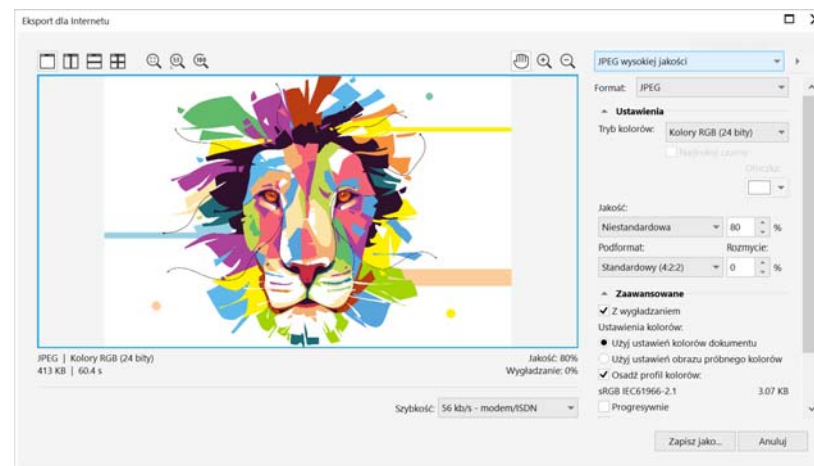 Eksport dla Internetu
JPEG wysokiej jakości
Format: JPEG
Ustawienia
Tryb kolorów: Kolory RGB (24 bity)
Nadrukuj czarny
Otoczka:
Jakość:
Niestandardowa 80 %
Podformat: Rozmycie:
Standardowy (4:2:2) 0 %
Zaawansowane
Z wygładzaniem
Ustawienia kolorów:
Użyj ustawień kolorów dokumentu
Użyj ustawień obrazu próbnego kolorów
Osadź profil kolorów:
sRGB IEC61966-2.1 3.07 KB
Progresywnie
JPEG | Kolory RGB (24 bity) Jakość: 80%
413 KB | 60.4 s Wygładzanie: 0%
Szybkość: 56 kb/s - modem/ISDN
Zapisz jako... Anuluj